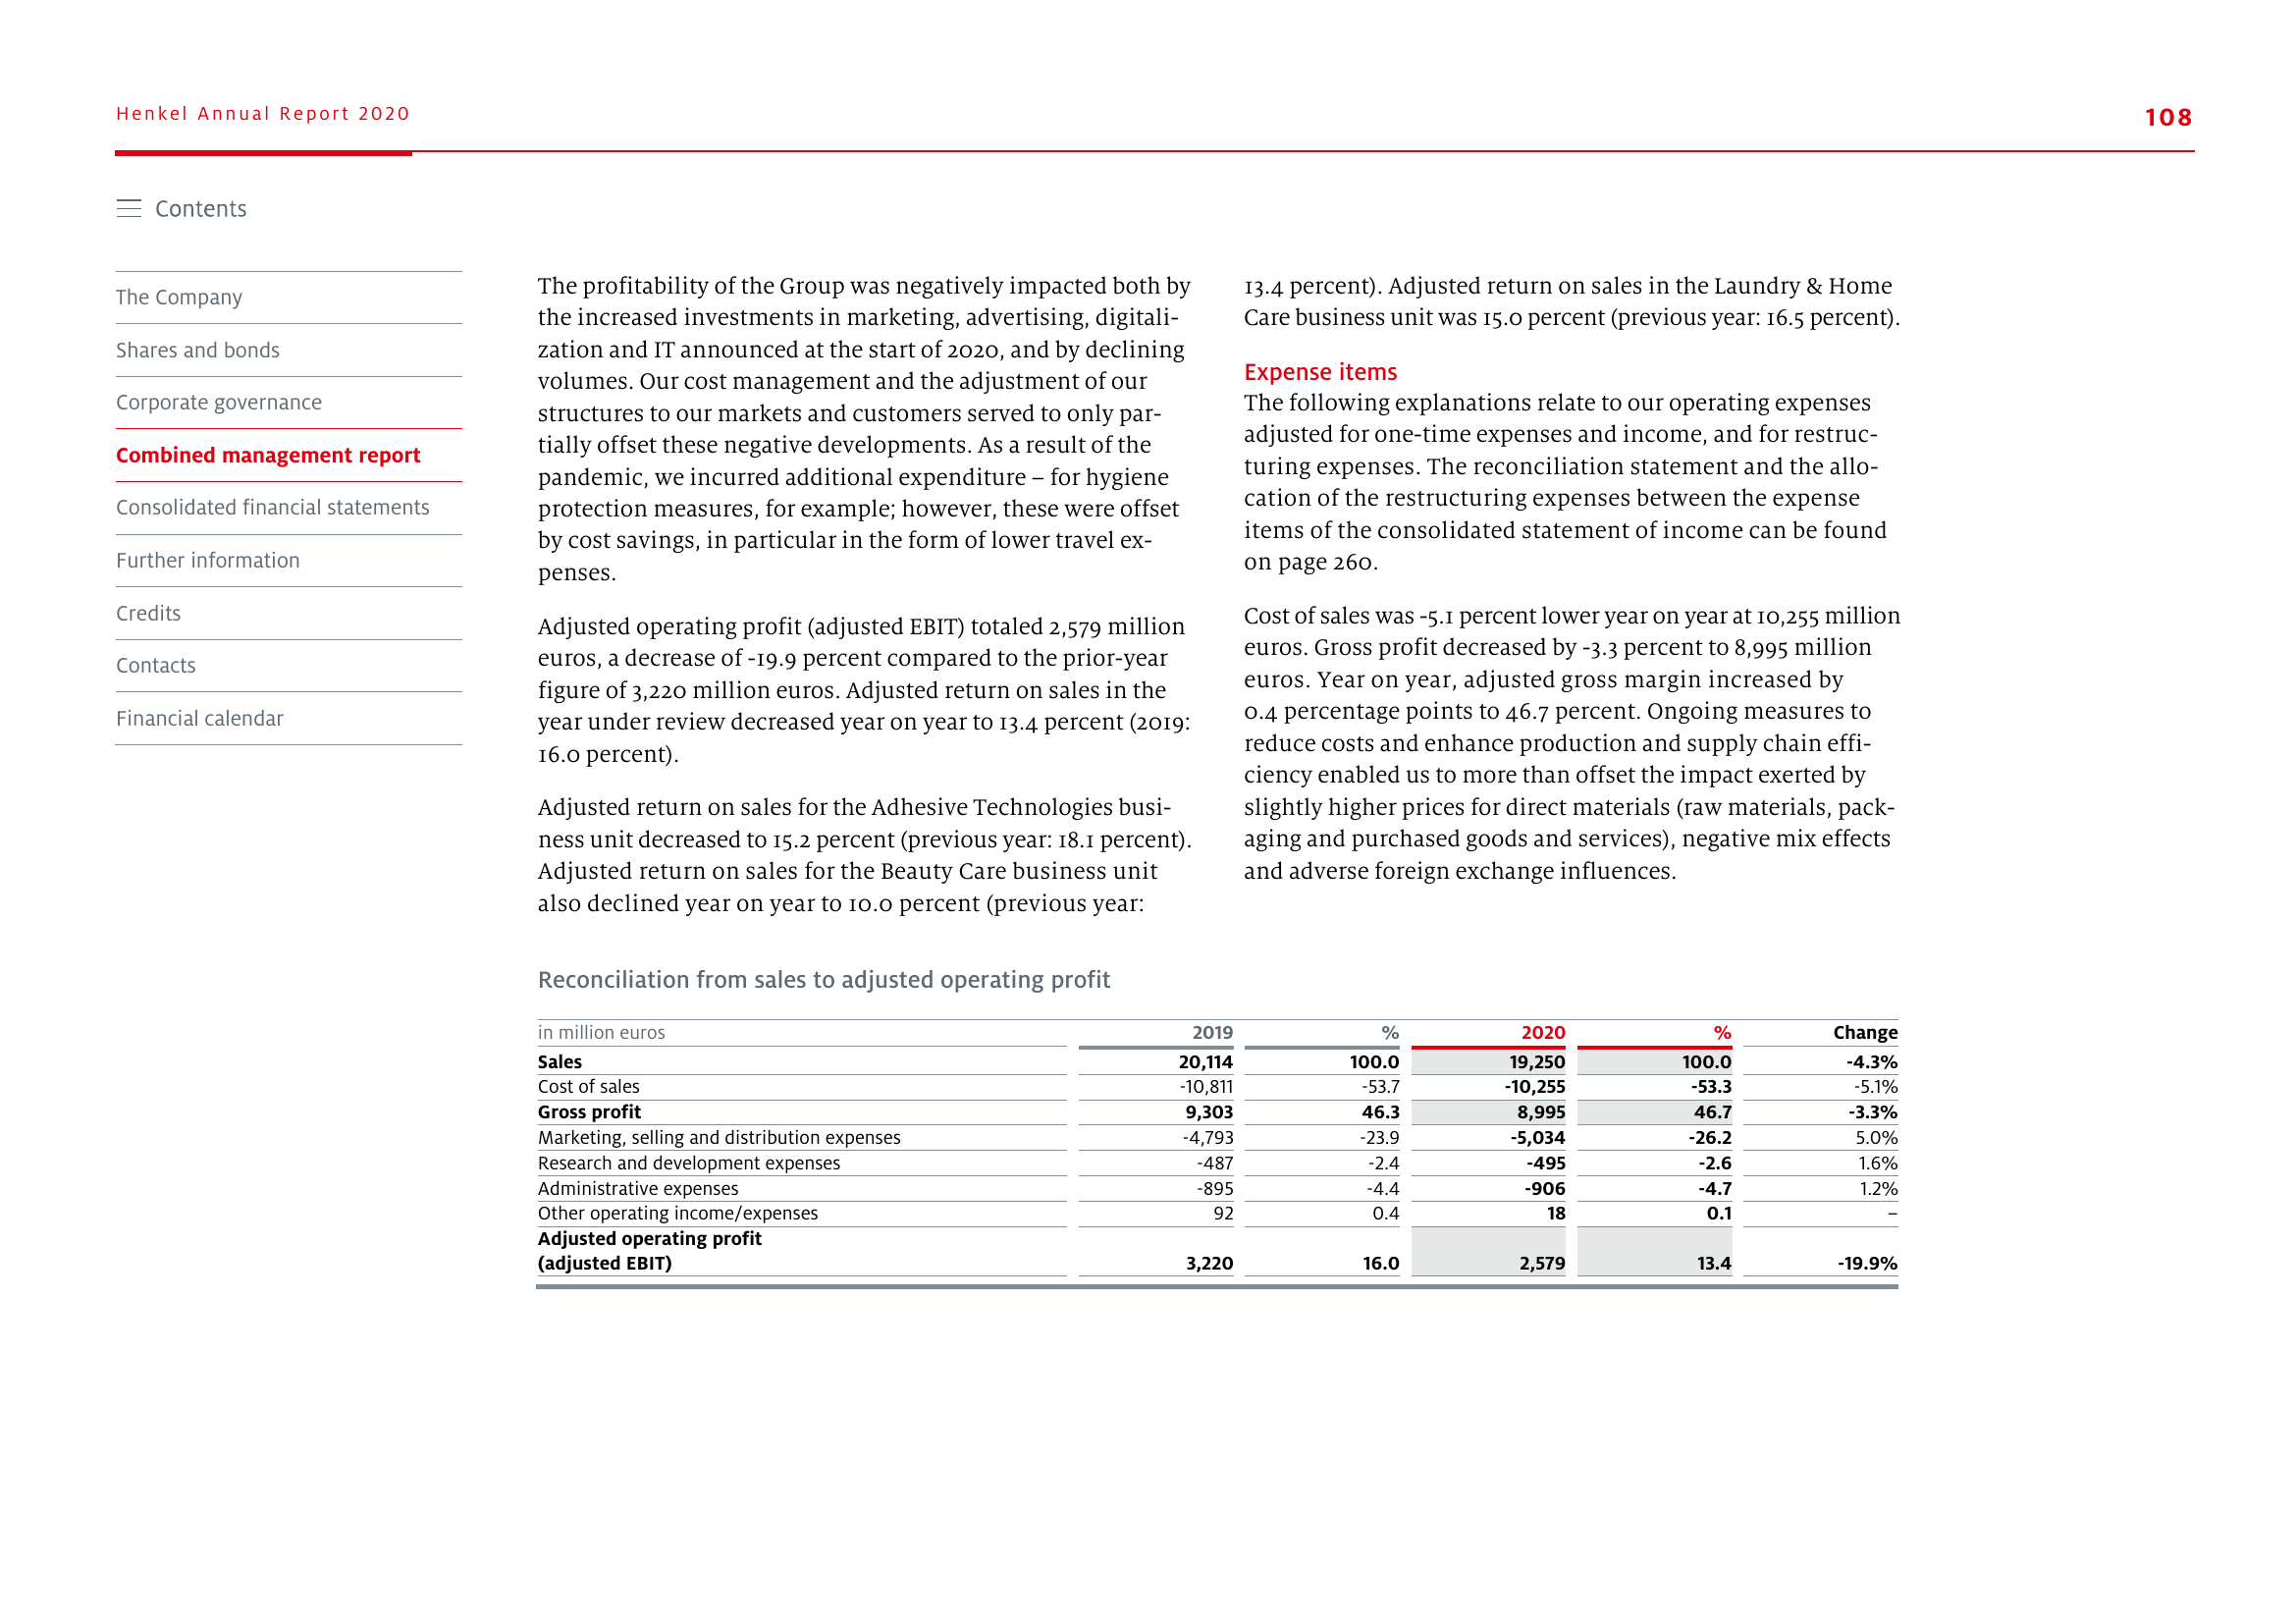 Henkel Annual Report 2020
108
Contents
The Company
Shares and bonds
Corporate governance
Combined management report
Consolidated financial statements
Further information
Credits
Contacts
Financial calendar
The profitability of the Group was negatively impacted both by
the increased investments in marketing, advertising, digitali-
zation and IT announced at the start of 2020, and by declining
volumes. Our cost management and the adjustment of our
structures to our markets and customers served to only par-
tially offset these negative developments. As a result of the
pandemic, we incurred additional expenditure – for hygiene
protection measures, for example; however, these were offset
by cost savings, in particular in the form of lower travel ex-
penses.
Adjusted operating profit (adjusted EBIT) totaled 2,579 million
euros, a decrease of -19.9 percent compared to the prior-year
figure of 3,220 million euros. Adjusted return on sales in the
year under review decreased year on year to 13.4 percent (2019:
16.0 percent).
Adjusted return on sales for the Adhesive Technologies busi-
ness unit decreased to 15.2 percent (previous year: 18.1 percent).
Adjusted return on sales for the Beauty Care business unit
also declined year on year to 10.0 percent (previous year:
13.4 percent). Adjusted return on sales in the Laundry & Home
Care business unit was 15.0 percent (previous year: 16.5 percent).
Expense items
The following explanations relate to our operating expenses
adjusted for one-time expenses and income, and for restruc-
turing expenses. The reconciliation statement and the allo-
cation of the restructuring expenses between the expense
items of the consolidated statement of income can be found
on page 260.
Cost of sales was -5.1 percent lower year on year at 10,255 million
euros. Gross profit decreased by -3.3 percent to 8,995 million
euros. Year on year, adjusted gross margin increased by
0.4 percentage points to 46.7 percent. Ongoing measures to
reduce costs and enhance production and supply chain effi-
ciency enabled us to more than offset the impact exerted by
slightly higher prices for direct materials (raw materials, pack-
aging and purchased goods and services), negative mix effects
and adverse foreign exchange influences.
Reconciliation from sales to adjusted operating profit
in million euros 2019 % 2020 % Change
Sales 20,114 100.0 19,250 100.0 -4.3%
Cost of sales -10,811 -53.7 -10,255 -53.3 -5.1%
Gross profit 9,303 46.3 8,995 46.7 -3.3%
Marketing, selling and distribution expenses -4,793 -23.9 -5,034 -26.2 5.0%
Research and development expenses -487 -2.4 -495 -2.6 1.6%
Administrative expenses -895 -4.4 -906 -4.7 1.2%
Other operating income/expenses 92 0.4 18 0.1 –
Adjusted operating profit
(adjusted EBIT) 3,220 16.0 2,579 13.4 -19.9%